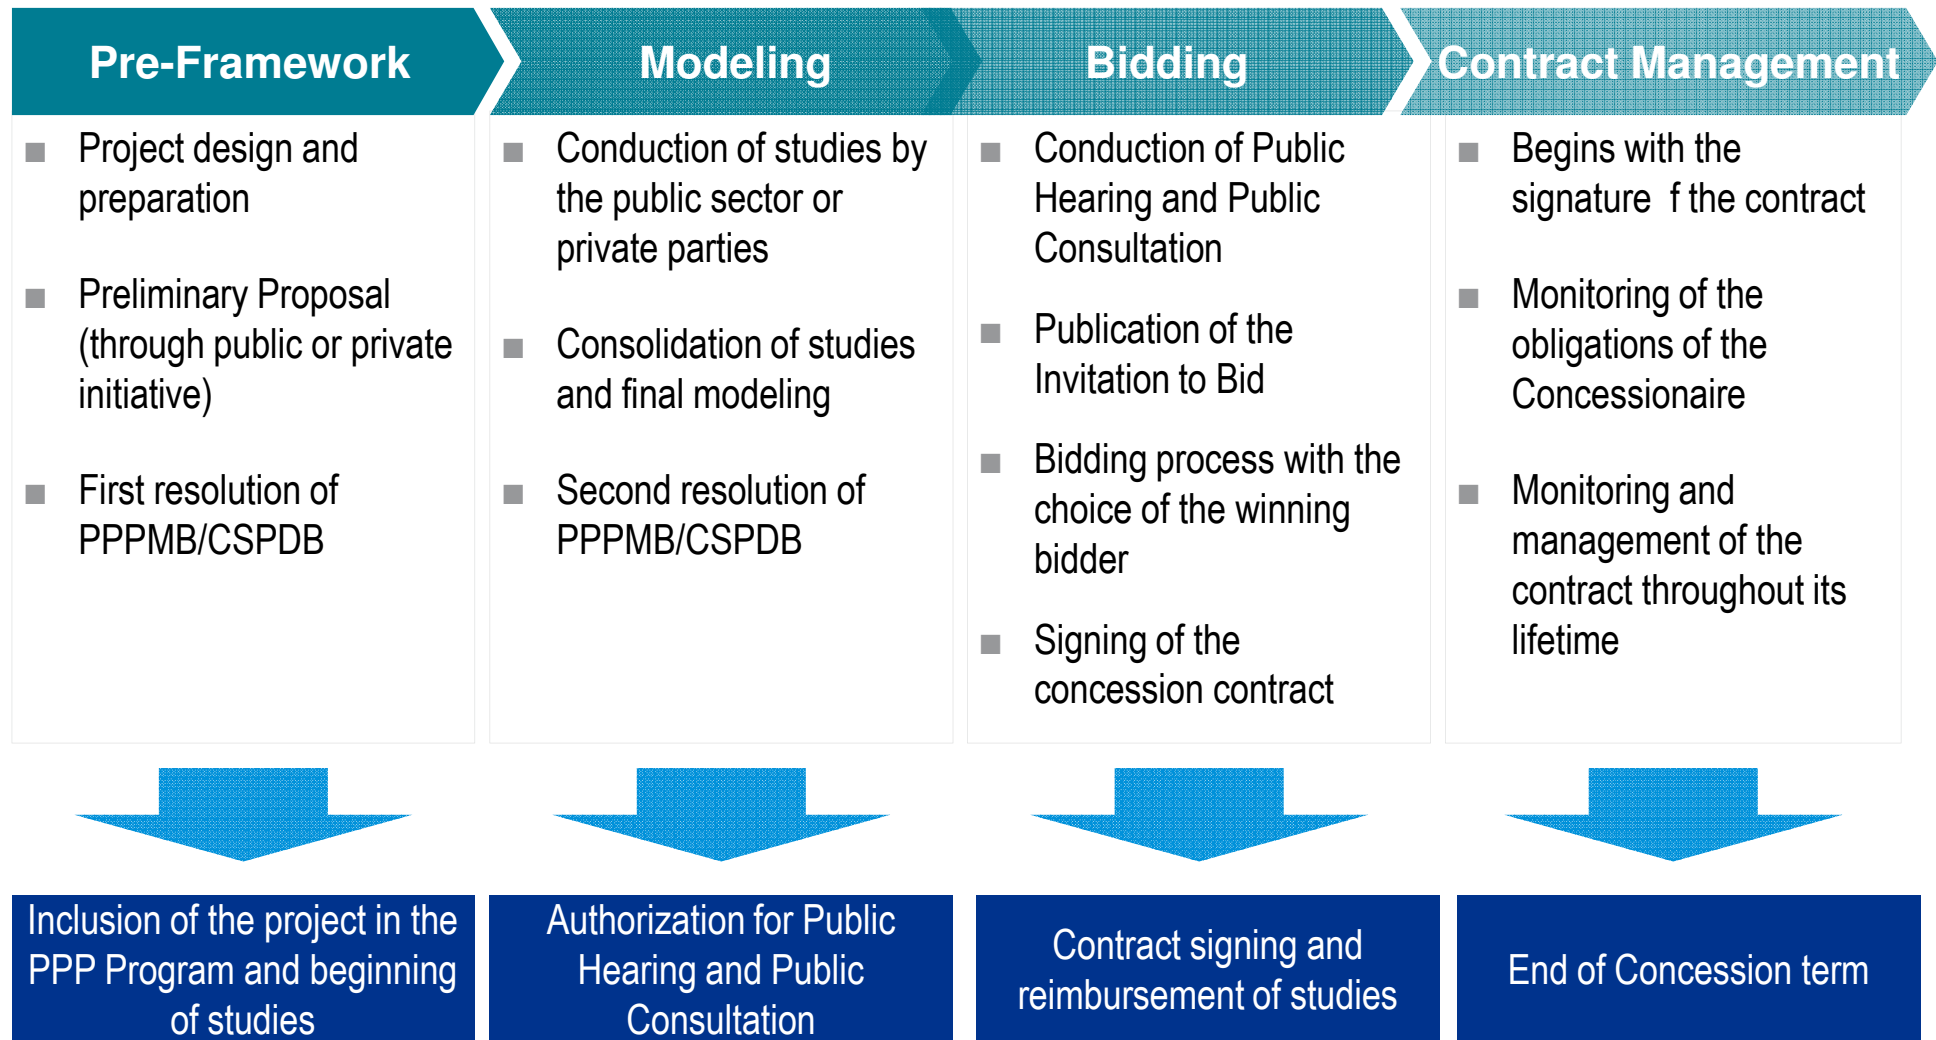 Pre-Framework
Modeling
Bidding
Contract Management
■ Project design and
preparation
■ Preliminary Proposal
(through public or private
initiative)
■ First resolution of
PPPMB/CSPDB
■ Conduction of studies by
the public sector or
private parties
■ Consolidation of studies
and final modeling
■ Second resolution of
PPPMB/CSPDB
■ Conduction of Public
Hearing and Public
Consultation
■ Publication of the
Invitation to Bid
■ Bidding process with the
choice of the winning
bidder
■ Signing of the
concession contract
■ Begins with the
signature f the contract
■ Monitoring of the
obligations of the
Concessionaire
■ Monitoring and
management of the
contract throughout its
lifetime
Inclusion of the project in the
PPP Program and beginning
of studies
Authorization for Public
Hearing and Public
Consultation
Contract signing and
reimbursement of studies
End of Concession term